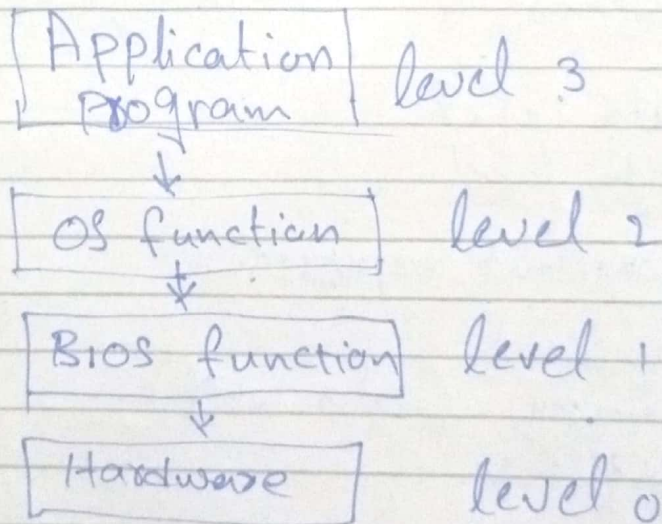 Application
Program level 3
OS function level 2
BIOS function level 1
Hardware level 0